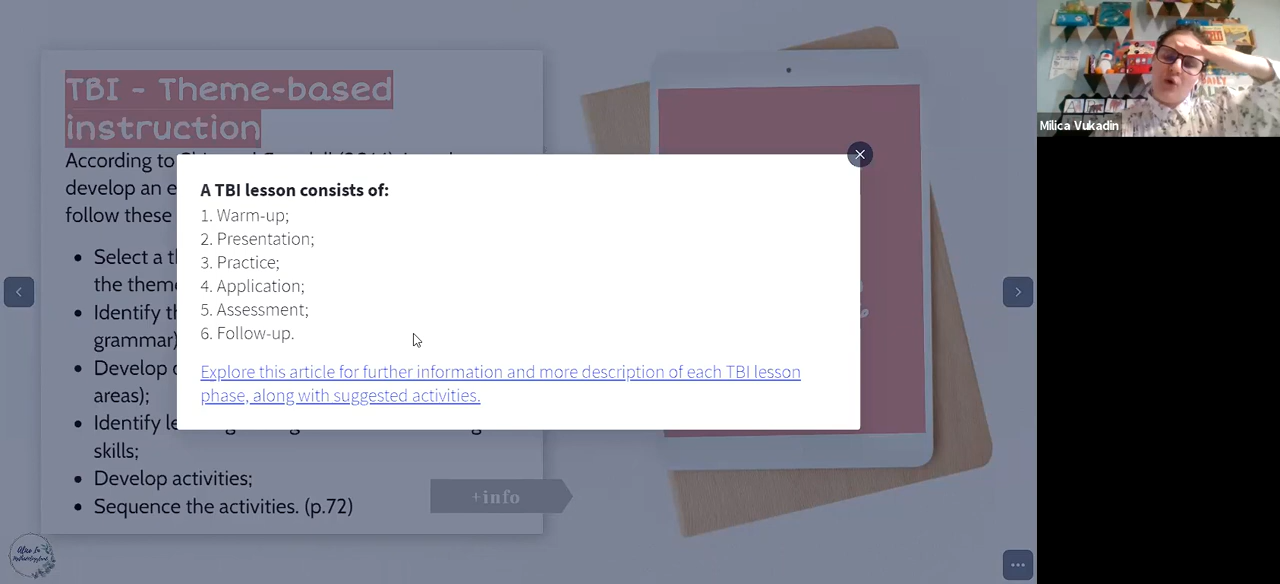 TBI - Theme-based
instruction
According to
develop an e
follow these
Select a t
the theme
Identify th
grammar)
Develop
areas);
Identify
skills;
Develop activities;
Sequence the activities. (p.72)
+info
A TBI lesson consists of:
1. Warm-up;
2. Presentation;
3. Practice;
4. Application;
5. Assessment;
6. Follow-up.
Explore this article for further information and more description of each TBI lesson
phase, along with suggested activities.
Milica Vukadin